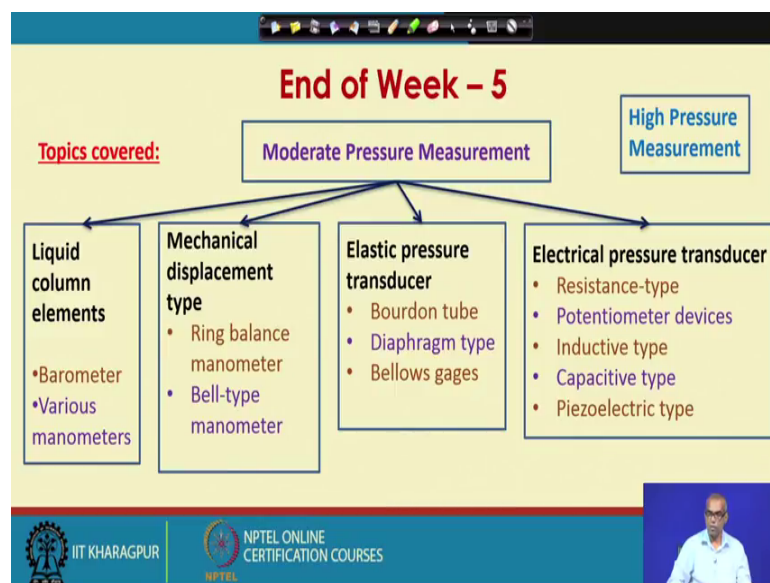 End of Week – 5
Topics covered:
Moderate Pressure Measurement
High Pressure
Measurement
Liquid
column
elements
•Barometer
•Various
manometers
Mechanical
displacement
type
• Ring balance
manometer
• Bell-type
manometer
Elastic pressure
transducer
• Bourdon tube
• Diaphragm type
• Bellows gages
Electrical pressure transducer
• Resistance-type
• Potentiometer devices
• Inductive type
• Capacitive type
• Piezoelectric type
IIT KHARAGPUR
NPTEL
NPTEL ONLINE
CERTIFICATION COURSES